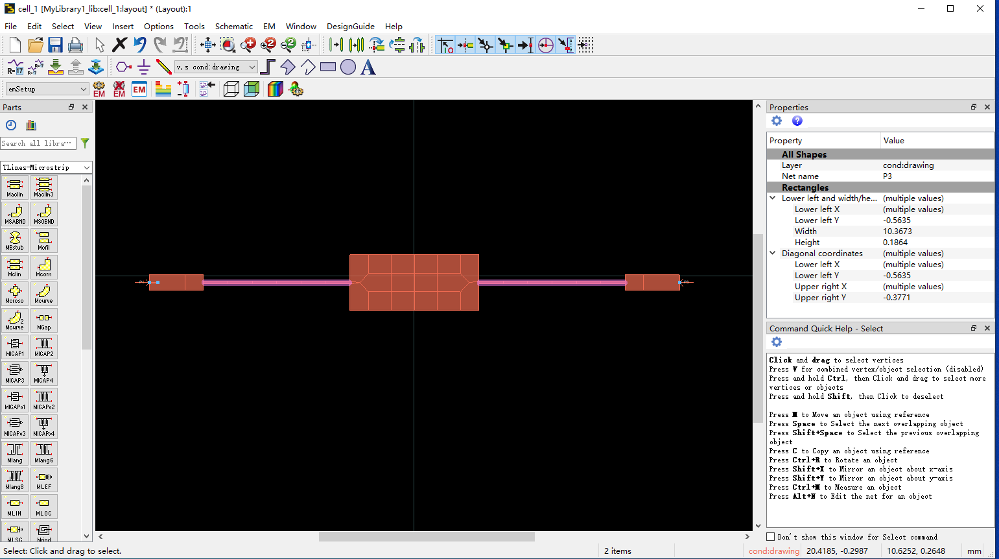 cell_1 [MyLibrary1_lib:cell_1:layout] * (Layout):1
File Edit Select View Insert Options Tools Schematic EM Window DesignGuide Help
v,s cond:drawing
emSetup
EM EM EM
Parts
Search all libra···
TLines-Microstrip
Maclin Maclin3
MSABND MSOBND
MBstub Mcfil
Mclin Mcorn
Mcroso Mcurve
Mcurve MGap
MICAP1 MICAP2
MICAP3 MICAP4
MICAPo1 MICAPo2
MICAPo3 MICAPo4
Mlang Mlang6
Mlang8 MLEF
MLIN MLOC
MLSC Mrind
P1
P3
Properties
Property Value
All Shapes
Layer cond:drawing
Net name P3
Rectangles
Lower left and width/he... (multiple values)
Lower left X (multiple values)
Lower left Y -0.5635
Width 10.3673
Height 0.1864
Diagonal coordinates (multiple values)
Lower left X (multiple values)
Lower left Y -0.5635
Upper right X (multiple values)
Upper right Y -0.3771
Command Quick Help - Select
Click and drag to select vertices
Press V for combined vertex/object selection (disabled)
Press and hold Ctrl, then Click and drag to select more
vertices or objects
Press and hold Shift, then Click to deselect
Press M to Move an object using reference
Press Space to Select the next overlapping object
Press Shift+Space to Select the previous overlapping
object
Press C to Copy an object using reference
Press Ctrl+R to Rotate an object
Press Shift+X to Mirror an object about x-axis
Press Shift+Y to Mirror an object about y-axis
Press Ctrl+M to Measure an object
Press Alt+N to Edit the net for an object
Don't show this window for Select command
Select: Click and drag to select.
2 items
cond:drawing 20.4185, -0.2987 10.6252, 0.2648 mm